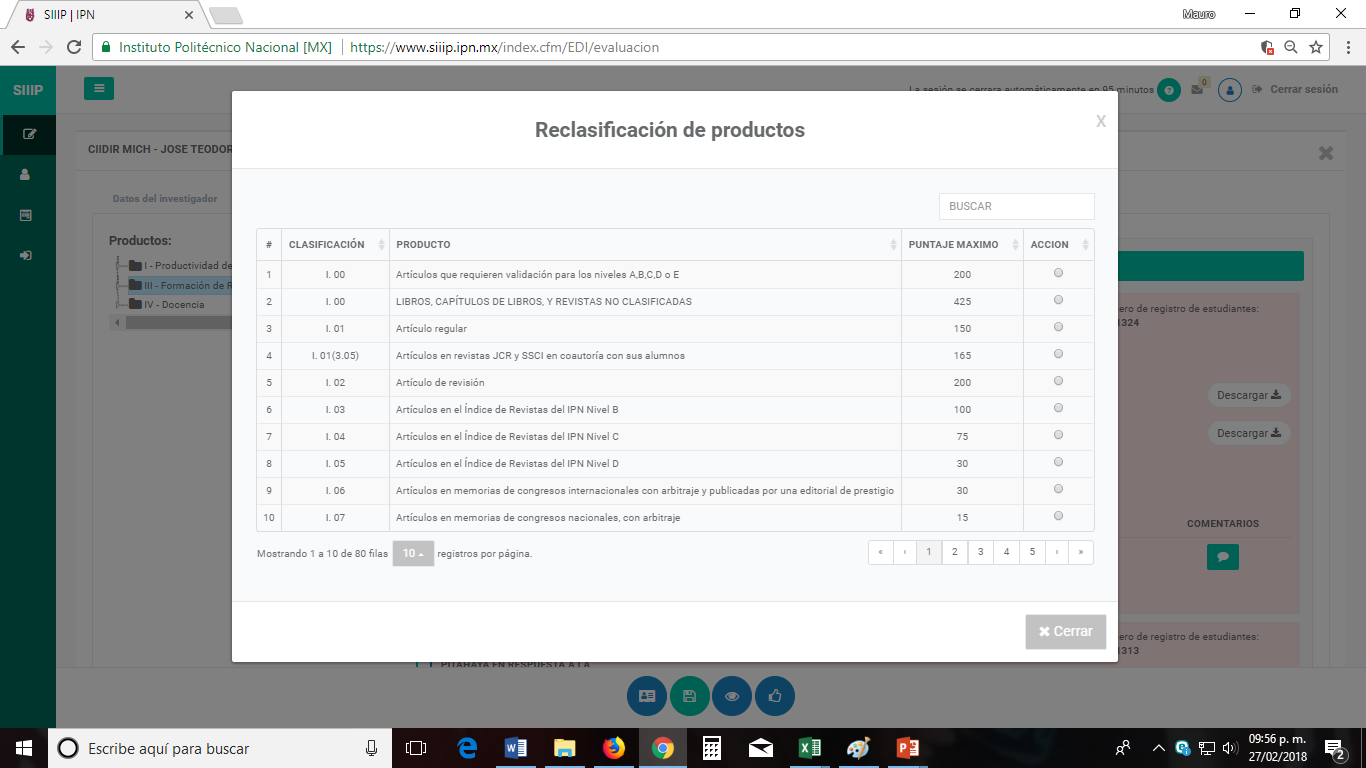 SIIIP | IPN
Mauro
Instituto Politécnico Nacional [MX]
https://www.siiip.ipn.mx/index.cfm/EDI/evaluacion
SIIIP
La sesión se cerrara automáticamente en 95 minutos
0
Cerrar sesión
CIIDIR MICH - JOSE TEODOR
Datos del investigador
Productos:
I - Productividad de
III - Formación de R
IV - Docencia
Reclasificación de productos
X
BUSCAR
# CLASIFICACIÓN PRODUCTO PUNTAJE MAXIMO ACCION
1 I. 00 Artículos que requieren validación para los niveles A,B,C,D o E 200
2 I. 00 LIBROS, CAPÍTULOS DE LIBROS, Y REVISTAS NO CLASIFICADAS 425
3 I. 01 Artículo regular 150
4 I. 01(3.05) Artículos en revistas JCR y SSCI en coautoría con sus alumnos 165
5 I. 02 Artículo de revisión 200
6 I. 03 Artículos en el Índice de Revistas del IPN Nivel B 100
7 I. 04 Artículos en el Índice de Revistas del IPN Nivel C 75
8 I. 05 Artículos en el Índice de Revistas del IPN Nivel D 30
9 I. 06 Artículos en memorias de congresos internacionales con arbitraje y publicadas por una editorial de prestigio 30
10 I. 07 Artículos en memorias de congresos nacionales, con arbitraje 15
Mostrando 1 a 10 de 80 filas 10 registros por página.
« ‹ 1 2 3 4 5 › »
Cerrar
ero de registro de estudiantes:
1324
Descargar
Descargar
COMENTARIOS
ero de registro de estudiantes:
1313
PITAHAYA EN RESPUESTA A LA
Escribe aquí para buscar
09:56 p. m.
27/02/2018
2